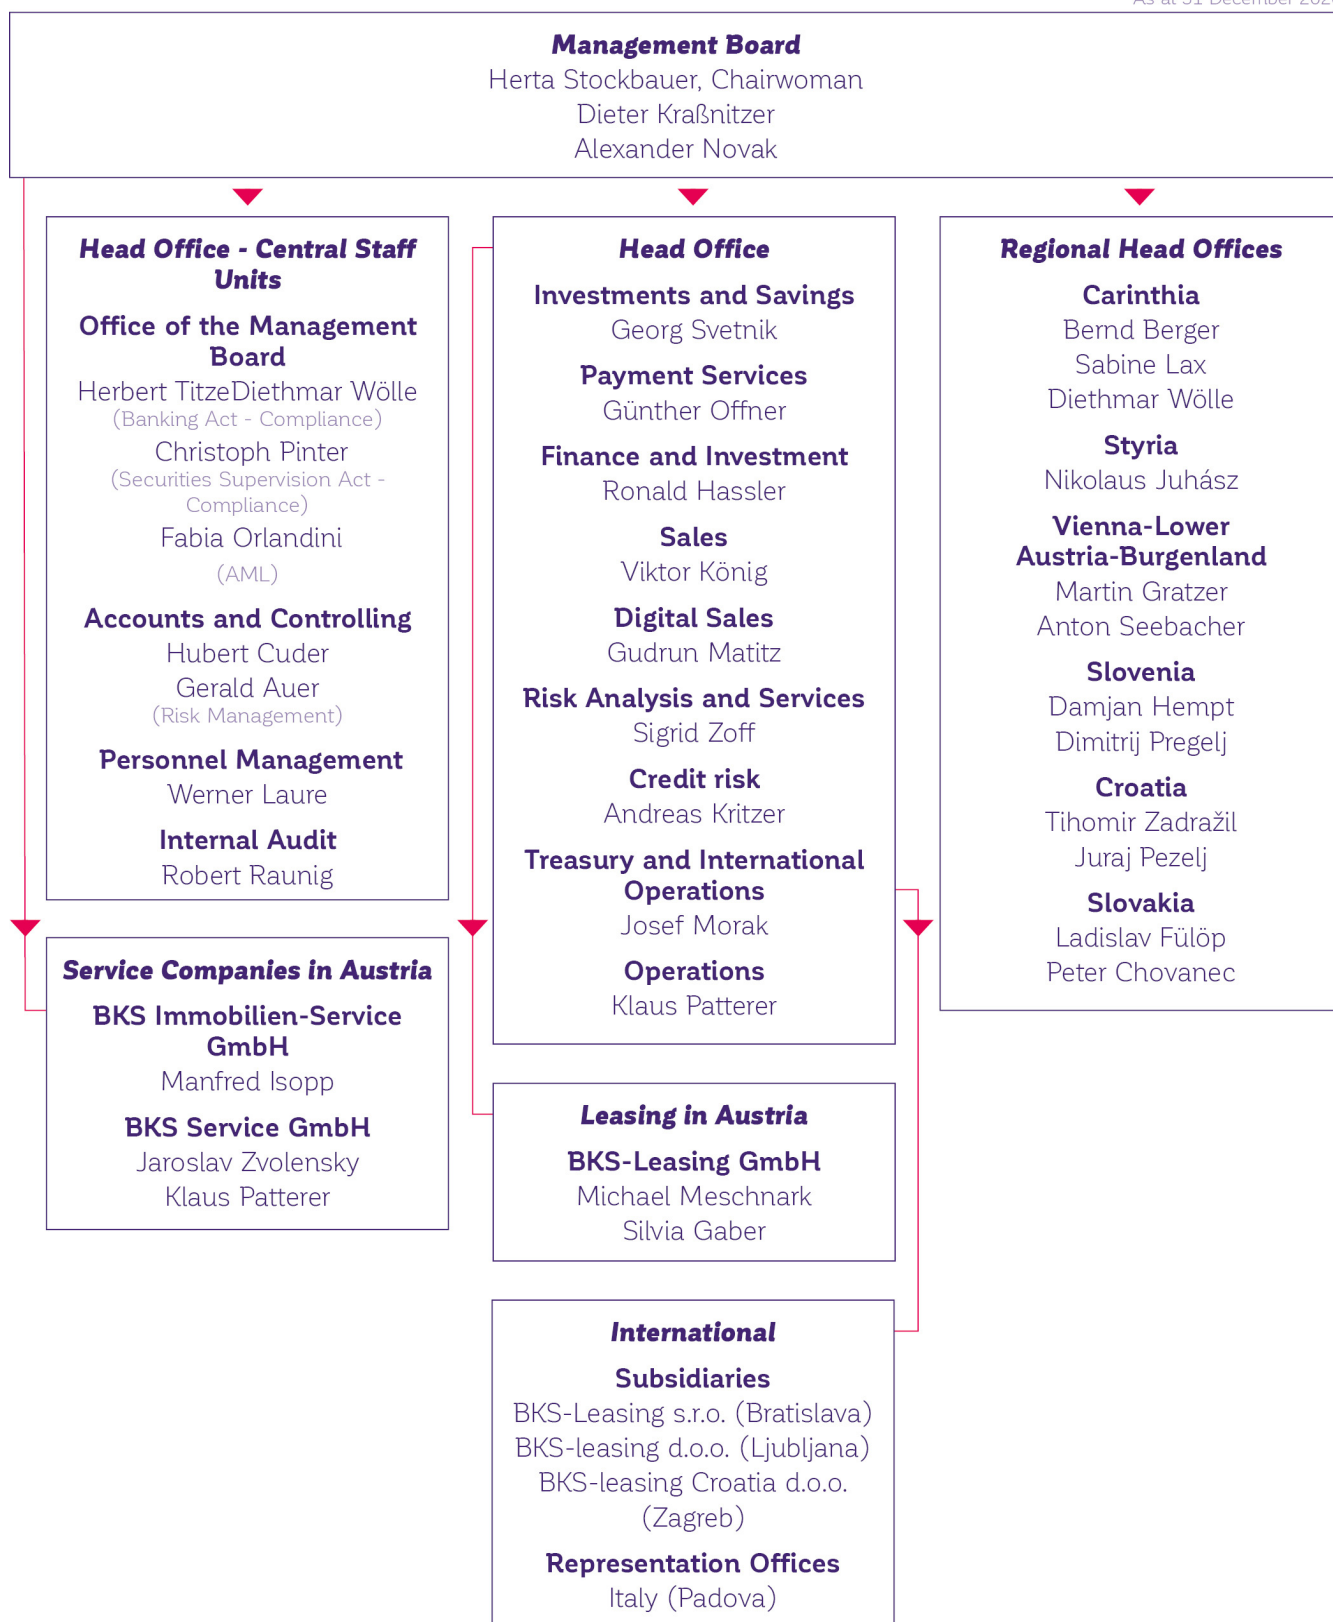 As at 31 December
Management Board
Herta Stockbauer, Chairwoman
Dieter Kraßnitzer
Alexander Novak
Head Office - Central Staff
Units
Office of the Management
Board
Herbert TitzeDiethmar Wölle
(Banking Act - Compliance)
Christoph Pinter
(Securities Supervision Act -
Compliance)
Fabia Orlandini
(AML)
Accounts and Controlling
Hubert Cuder
Gerald Auer
(Risk Management)
Personnel Management
Werner Laure
Internal Audit
Robert Raunig
Service Companies in Austria
BKS Immobilien-Service
GmbH
Manfred Isopp
BKS Service GmbH
Jaroslav Zvolensky
Klaus Patterer
Head Office
Investments and Savings
Georg Svetnik
Payment Services
Günther Offner
Finance and Investment
Ronald Hassler
Sales
Viktor König
Digital Sales
Gudrun Matitz
Risk Analysis and Services
Sigrid Zoff
Credit risk
Andreas Kritzer
Treasury and International
Operations
Josef Morak
Operations
Klaus Patterer
Leasing in Austria
BKS-Leasing GmbH
Michael Meschnark
Silvia Gaber
International
Subsidiaries
BKS-Leasing s.r.o. (Bratislava)
BKS-leasing d.o.o. (Ljubljana)
BKS-leasing Croatia d.o.o.
(Zagreb)
Representation Offices
Italy (Padova)
Regional Head Offices
Carinthia
Bernd Berger
Sabine Lax
Diethmar Wölle
Styria
Nikolaus Juhász
Vienna-Lower
Austria-Burgenland
Martin Gratzer
Anton Seebacher
Slovenia
Damjan Hempt
Dimitrij Pregelj
Croatia
Tihomir Zadražil
Juraj Pezelj
Slovakia
Ladislav Fülöp
Peter Chovanec